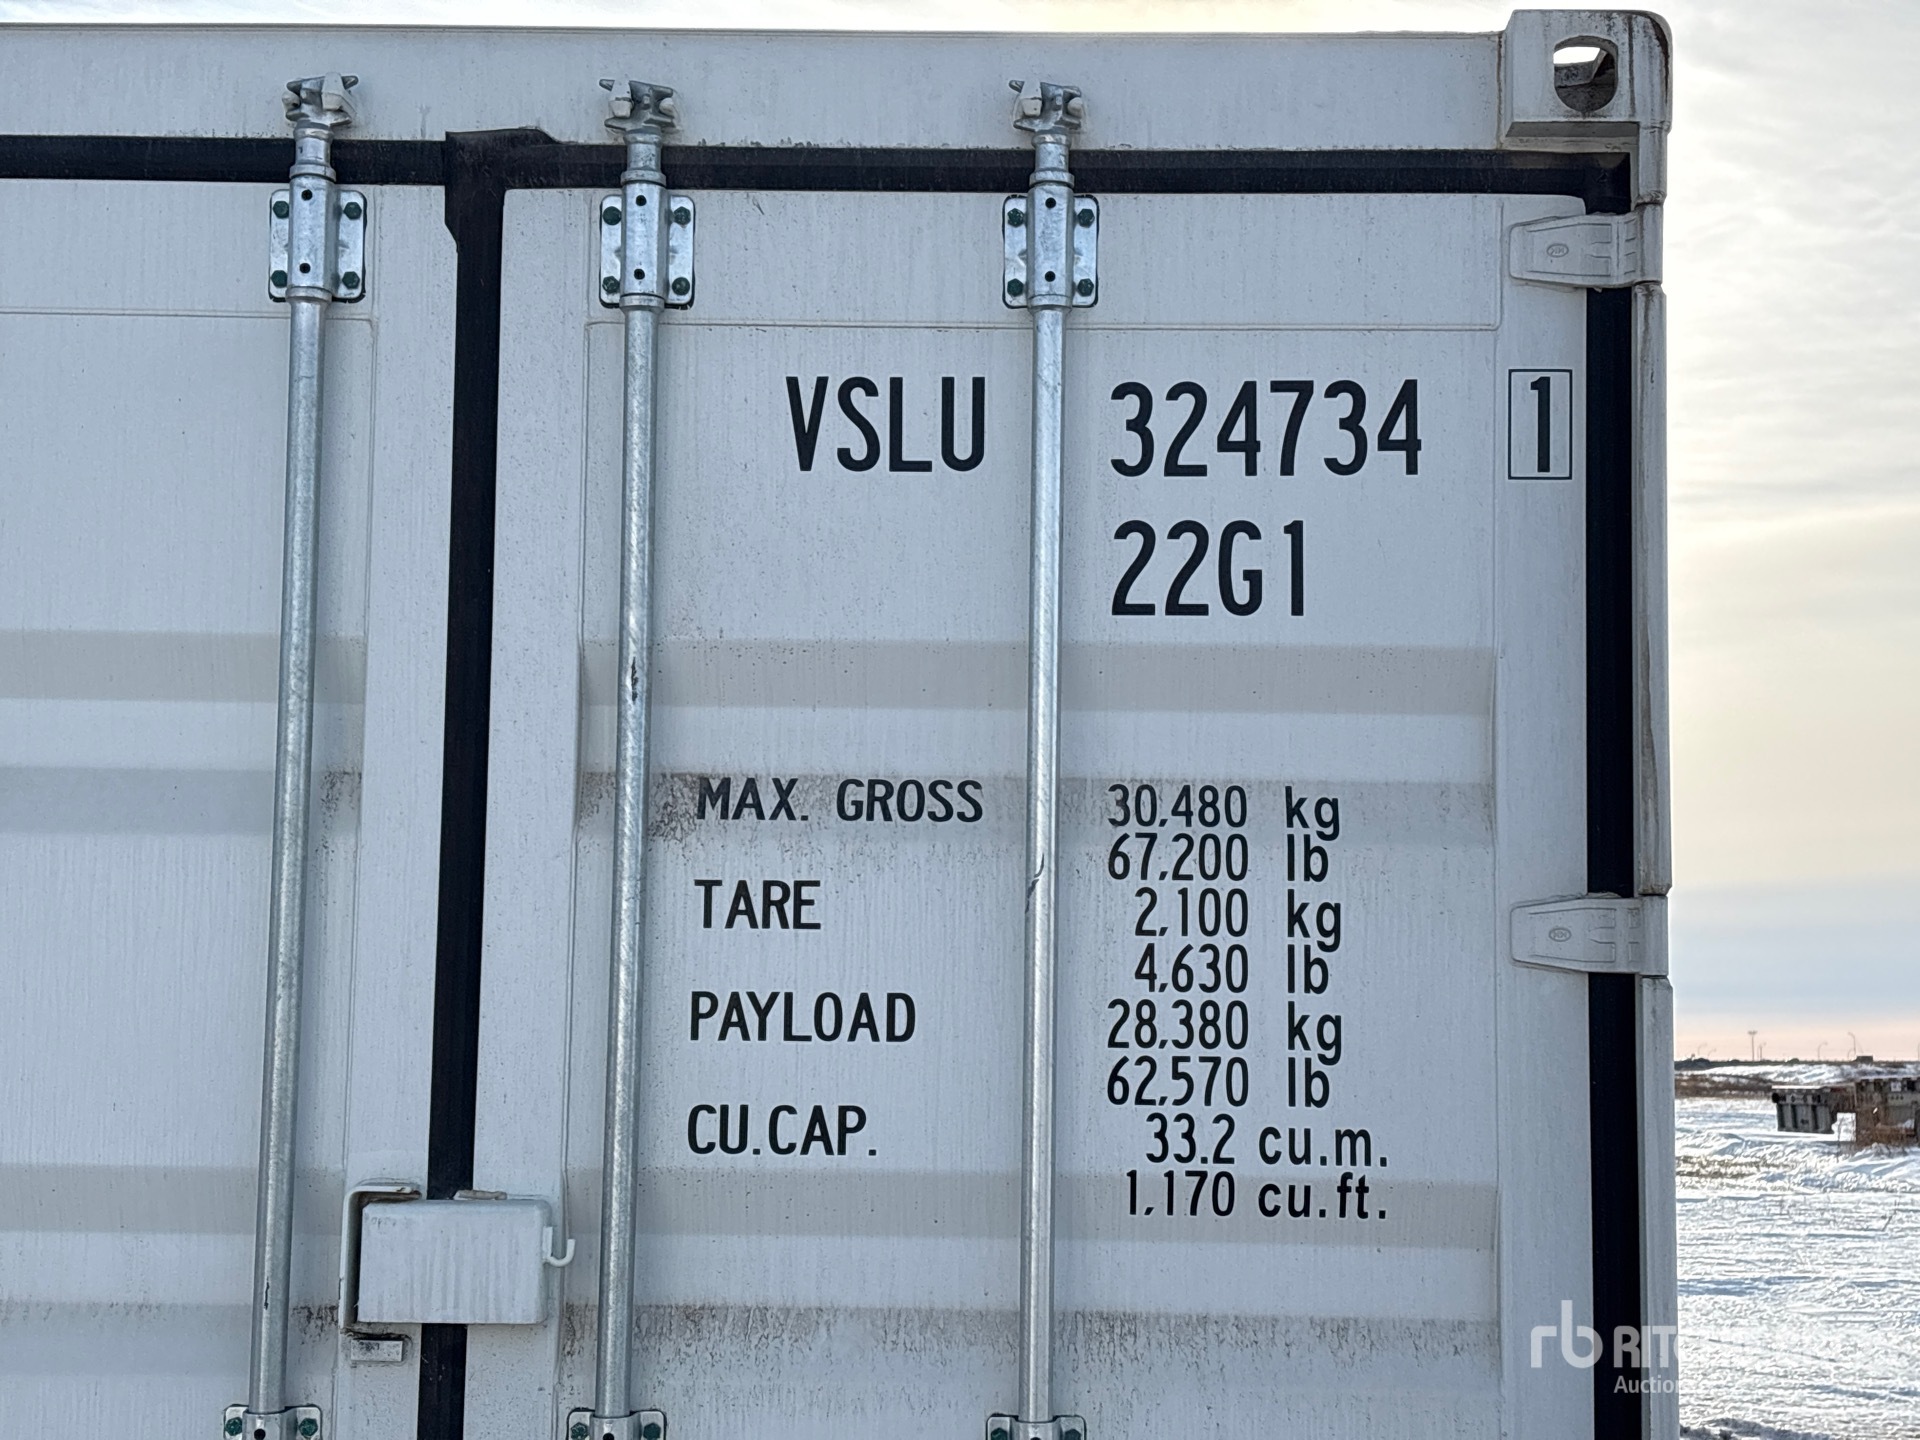 VSLU 324734 1
22G1
MAX. GROSS 30,480 kg
67,200 lb
TARE 2,100 kg
4,630 lb
PAYLOAD 28,380 kg
62,570 lb
CU.CAP. 33.2 cu.m.
1,170 cu.ft.
rb